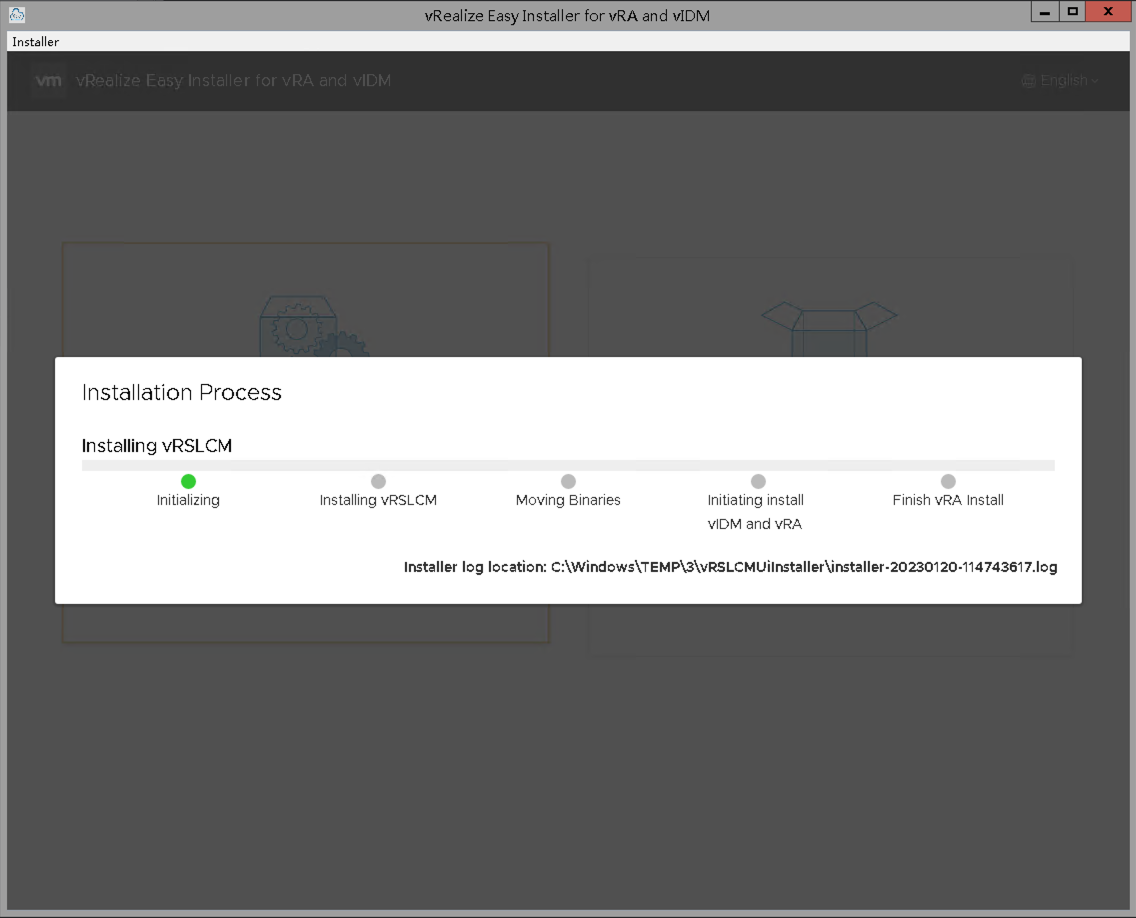 vRealize Easy Installer for vRA and vIDM
Installer
vm vRealize Easy Installer for vRA and vIDM
English
Installation Process
Installing vRSLCM
Initializing
Installing vRSLCM
Moving Binaries
Initiating install
vIDM and vRA
Finish vRA Install
Installer log location: C:\Windows\TEMP\3\vRSLCMUiInstaller\installer-20230120-114743617.log